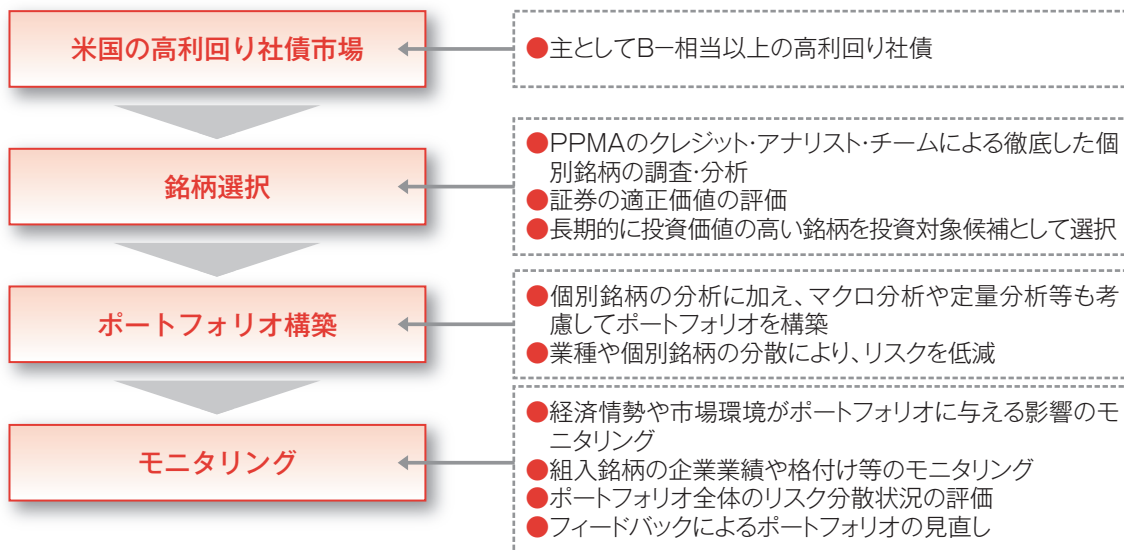 米国の高利回り社債市場
●主としてB－相当以上の高利回り社債
銘柄選択
●PPMAのクレジット・アナリスト・チームによる徹底した個
別銘柄の調査・分析
●証券の適正価値の評価
●長期的に投資価値の高い銘柄を投資対象候補として選択
ポートフォリオ構築
●個別銘柄の分析に加え、マクロ分析や定量分析等も考
慮してポートフォリオを構築
●業種や個別銘柄の分散により、リスクを低減
モニタリング
●経済情勢や市場環境がポートフォリオに与える影響のモ
ニタリング
●組入銘柄の企業業績や格付け等のモニタリング
●ポートフォリオ全体のリスク分散状況の評価
●フィードバックによるポートフォリオの見直し